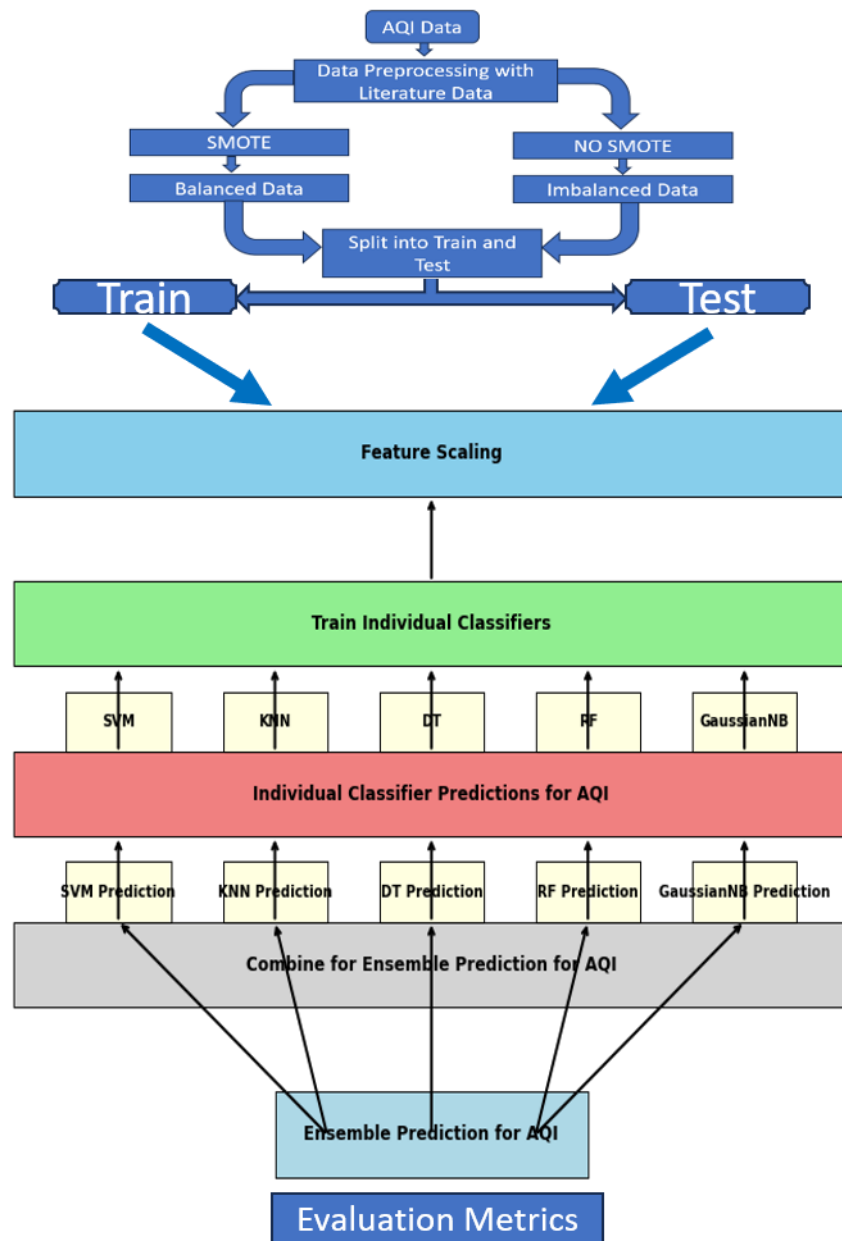 AQI Data
Data Preprocessing with
Literature Data
SMOTE
NO SMOTE
Balanced Data
Imbalanced Data
Split into Train and
Test
Train
Test
Feature Scaling
Train Individual Classifiers
SVM
KNN
DT
RF
GaussianNB
Individual Classifier Predictions for AQI
SVM Prediction
KNN Prediction
DT Prediction
RF Prediction
GaussianNB Prediction
Combine for Ensemble Prediction for AQI
Ensemble Prediction for AQI
Evaluation Metrics